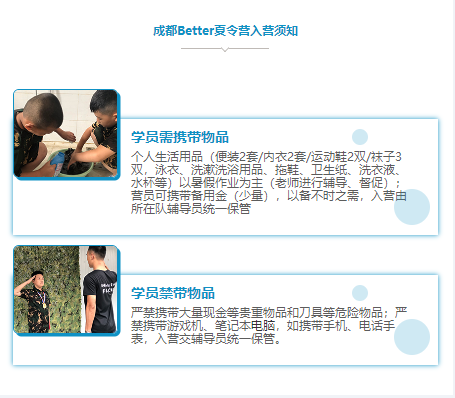 成都Better夏令营入营须知
学员需携带物品
个人生活用品（便装2套/内衣2套/运动鞋2双/袜子3
双，泳衣、洗漱洗浴用品、拖鞋、卫生纸、洗衣液、
水杯等）以暑假作业为主（老师进行辅导、督促）；
营员可携带备用金（少量），以备不时之需，入营由
所在队辅导员统一保管
学员禁带物品
严禁携带大量现金等贵重物品和刀具等危险物品；严
禁携带游戏机、笔记本电脑，如携带手机、电话手
表，入营交辅导员统一保管。